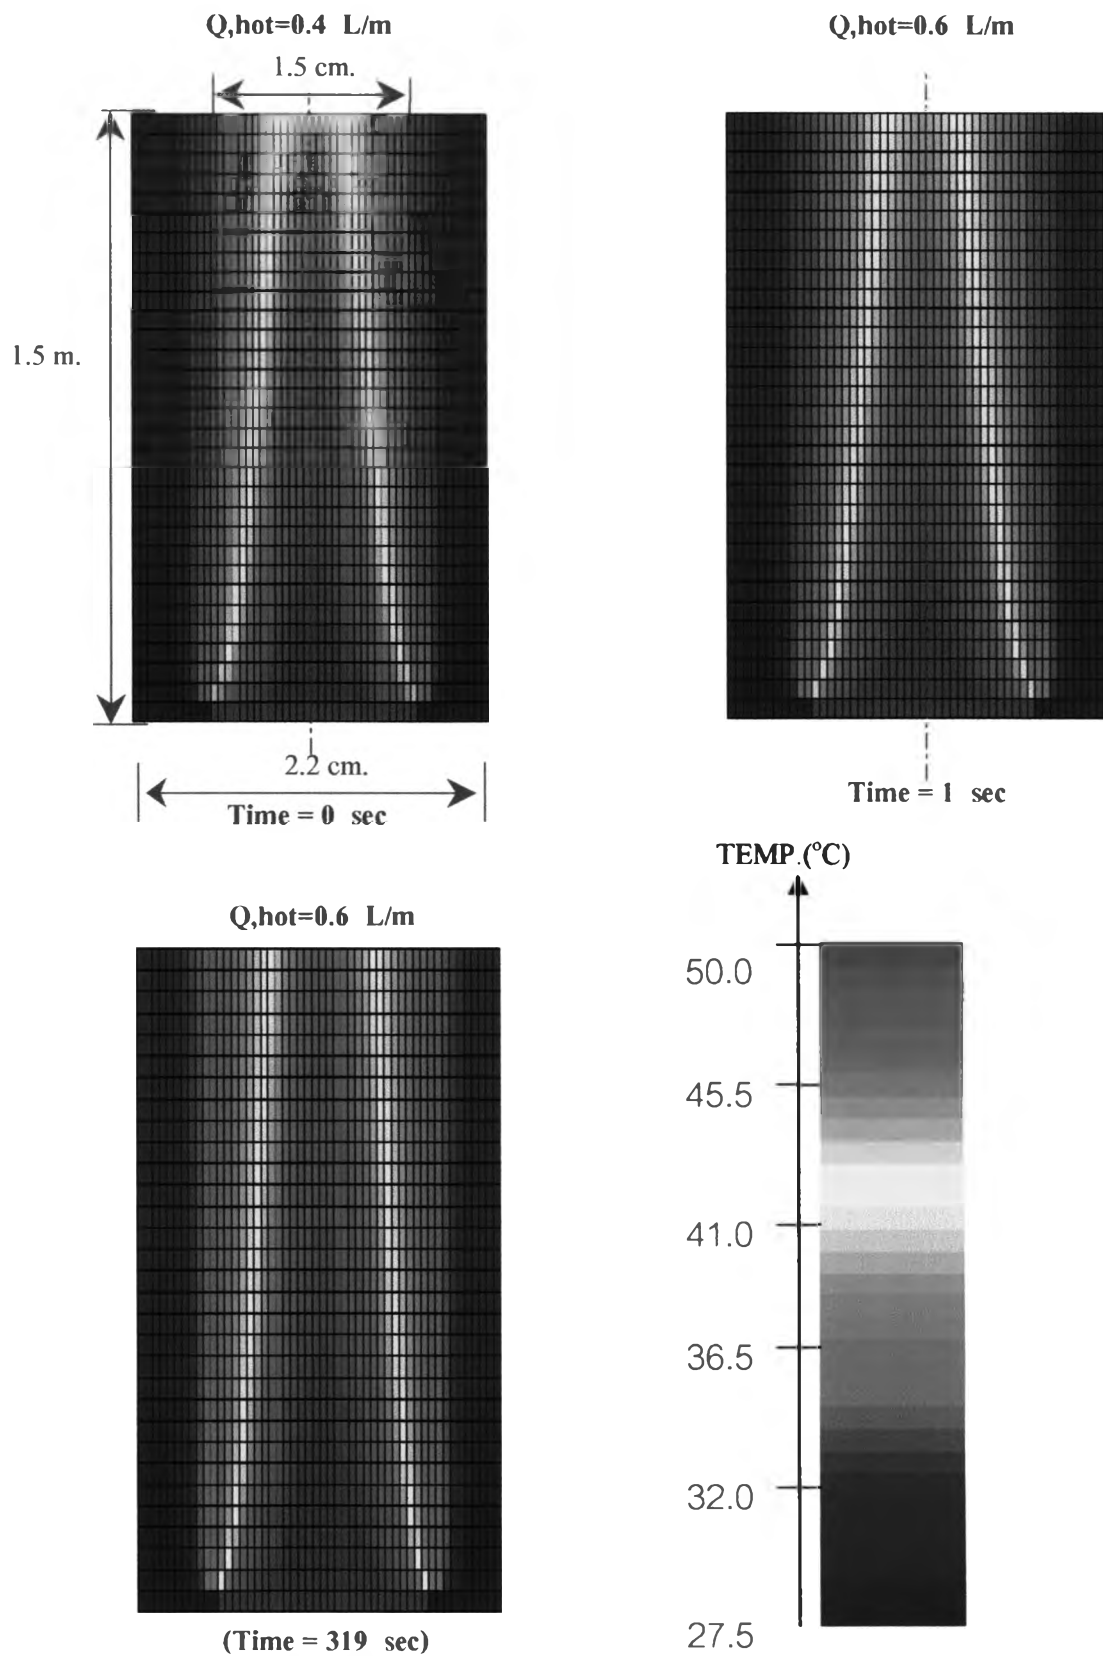 Q,hot=0.4 L/m
Q,hot=0.6 L/m
1.5 cm.
1.5 m.
2.2 cm.
Time = 0 sec
Time = 1 sec
TEMP.(°C)
Q,hot=0.6 L/m
50.0
45.5
41.0
36.5
32.0
27.5
(Time = 319 sec)